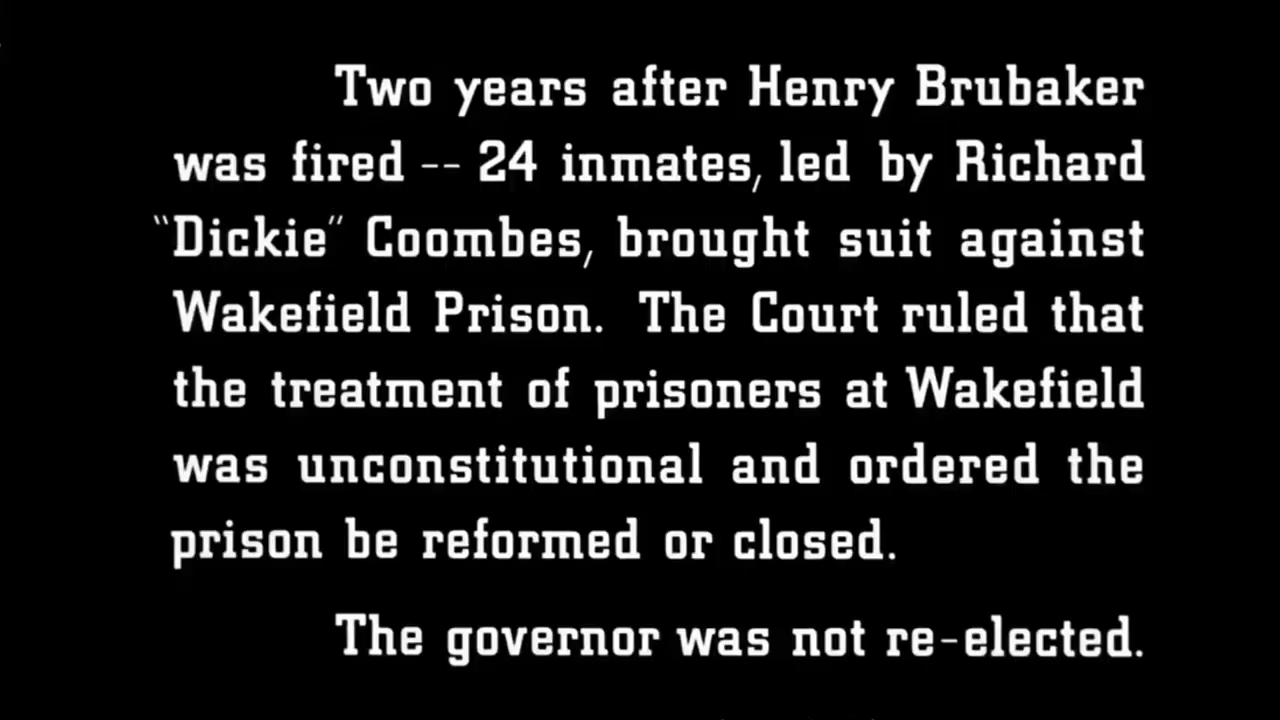 Two years after Henry Brubaker
was fired -- 24 inmates, led by Richard
"Dickie" Coombes, brought suit against
Wakefield Prison. The Court ruled that
the treatment of prisoners at Wakefield
was unconstitutional and ordered the
prison be reformed or closed.
The governor was not re-elected.